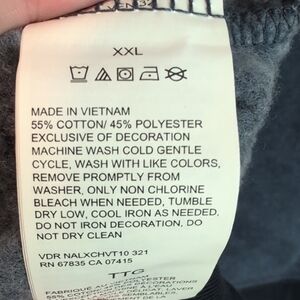 XXL
MADE IN VIETNAM
55% COTTON/ 45% POLYESTER
EXCLUSIVE OF DECORATION
MACHINE WASH COLD GENTLE
CYCLE, WASH WITH LIKE COLORS,
REMOVE PROMPTLY FROM
WASHER, ONLY NON CHLORINE
BLEACH WHEN NEEDED, TUMBLE
DRY LOW, COOL IRON AS NEEDED.
DO NOT IRON DECORATION, DO
NOT DRY CLEAN
VDR NALXCHVT10 321
RN 67835 CA 07415
TTG